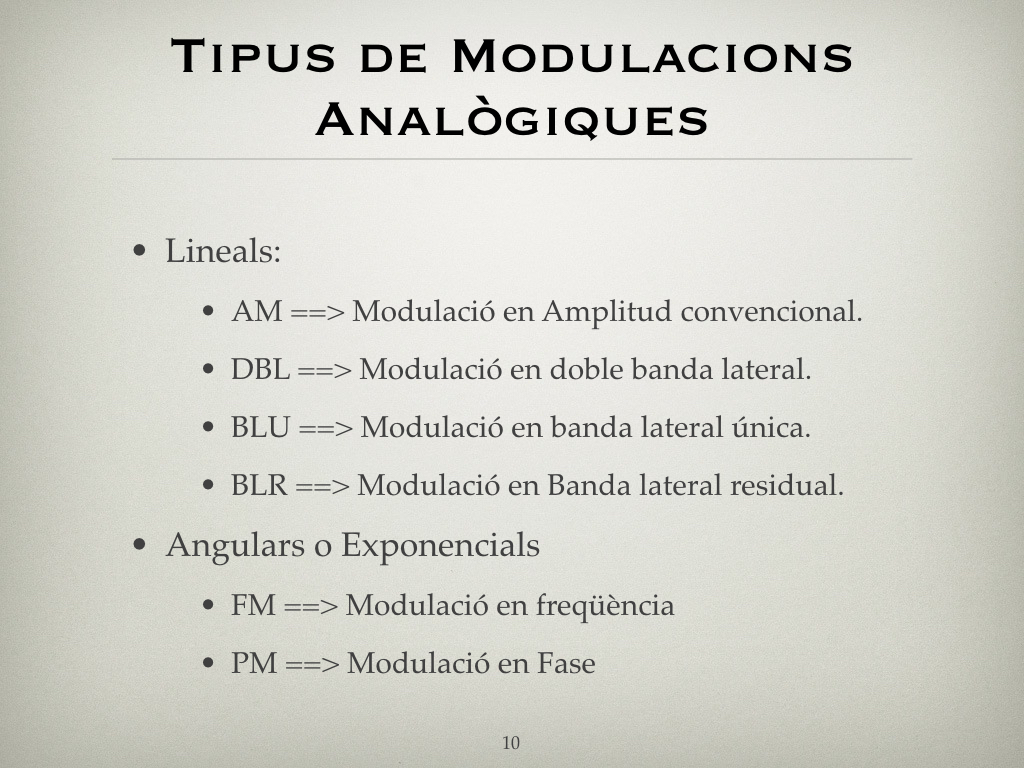 Tipus de Modulacions
Analògiques
• Lineals:
• AM ==> Modulació en Amplitud convencional.
• DBL ==> Modulació en doble banda lateral.
• BLU ==> Modulació en banda lateral única.
• BLR ==> Modulació en Banda lateral residual.
• Angulars o Exponencials
• FM ==> Modulació en freqüència
• PM ==> Modulació en Fase
10